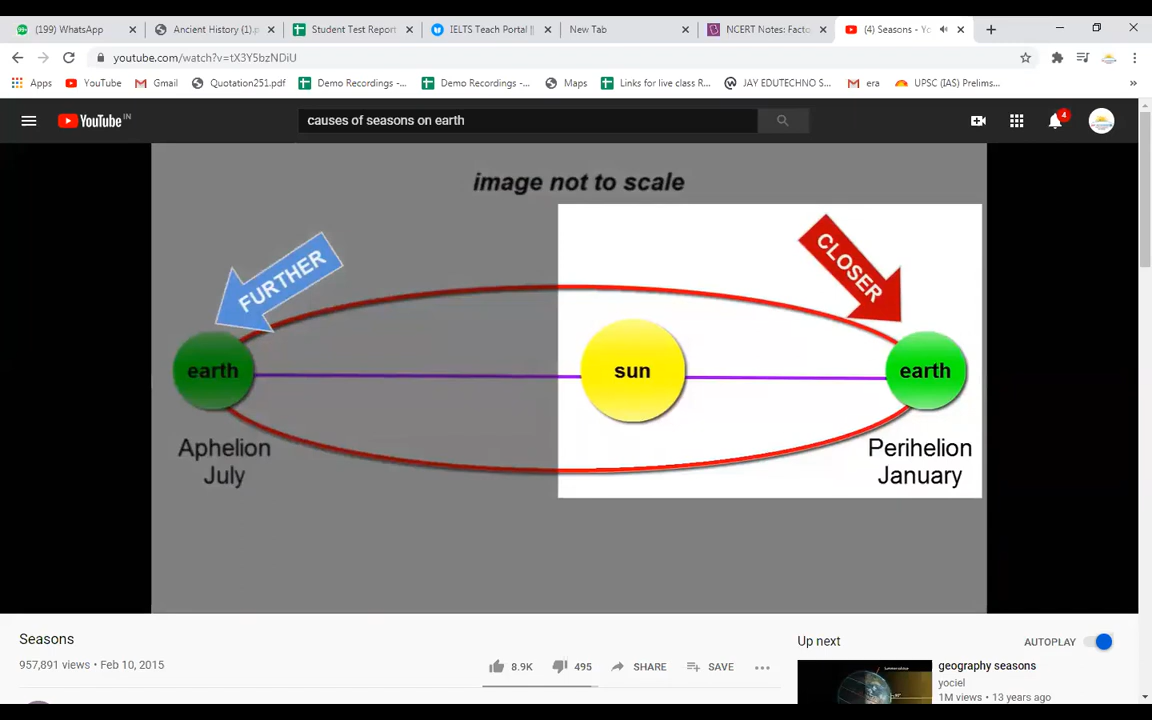 (199) WhatsApp
Ancient History (1).p
Student Test Report
IELTS Teach Portal ||
New Tab
NCERT Notes: Facto
(4) Seasons - Yo
youtube.com/watch?v=tX3Y5bzNDiU
Apps
YouTube
Gmail
Quotation251.pdf
Demo Recordings -...
Demo Recordings -...
Maps
Links for live class R...
JAY EDUTECHNO S...
era
UPSC (IAS) Prelims...
YouTube IN
causes of seasons on earth
4
image not to scale
FURTHER
CLOSER
earth
sun
earth
Aphelion
July
Perihelion
January
Seasons
957,891 views • Feb 10, 2015
8.9K
495
SHARE
SAVE
Up next
AUTOPLAY
geography seasons
yociel
1M views • 13 years ago